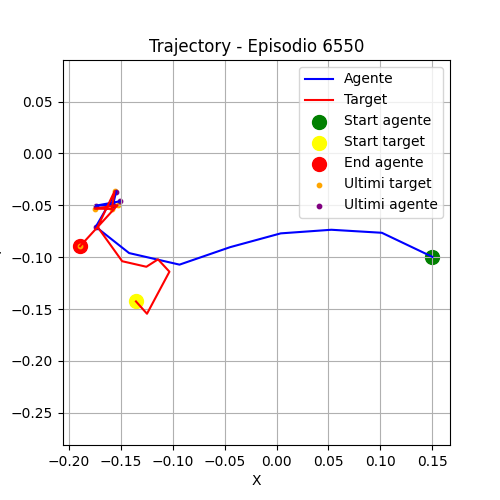 Trajectory - Episodio 6550
Agente
Target
Start agente
Start target
End agente
Ultimi target
Ultimi agente
0.05
0.00
−0.05
−0.10
−0.15
−0.20
−0.25
−0.20 −0.15 −0.10 −0.05 0.00 0.05 0.10 0.15
X